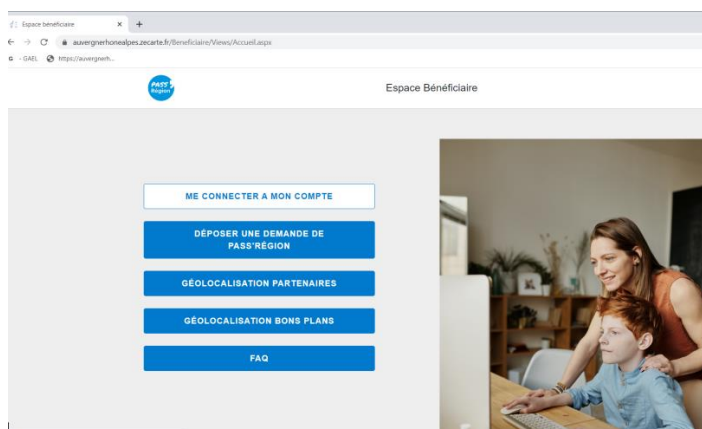 Espace bénéficiaire
auvergnerhonealpes.zecarte.fr/Beneficiaire/Views/Accueil.aspx
G - GAEL https://auvergnerh...
PASS'
Région
Espace Bénéficiaire
ME CONNECTER A MON COMPTE
DÉPOSER UNE DEMANDE DE
PASS'RÉGION
GÉOLOCALISATION PARTENAIRES
GÉOLOCALISATION BONS PLANS
FAQ